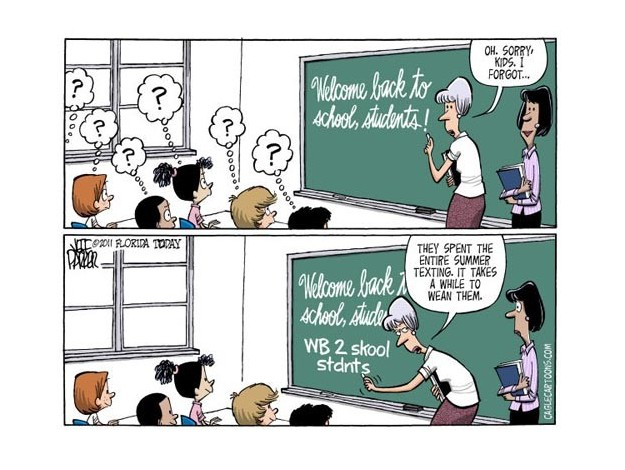 OH. SORRY,
KIDS. I
FORGOT...
Welcome back to
school, students!
?
?
?
?
?
?
JEFF
PARKER
©2011 FLORIDA TODAY
THEY SPENT THE
ENTIRE SUMMER
TEXTING. IT TAKES
A WHILE TO
WEAN THEM.
Welcome back t
school, stude
WB 2 skool
stdnts
CAGLECARTOONS.COM